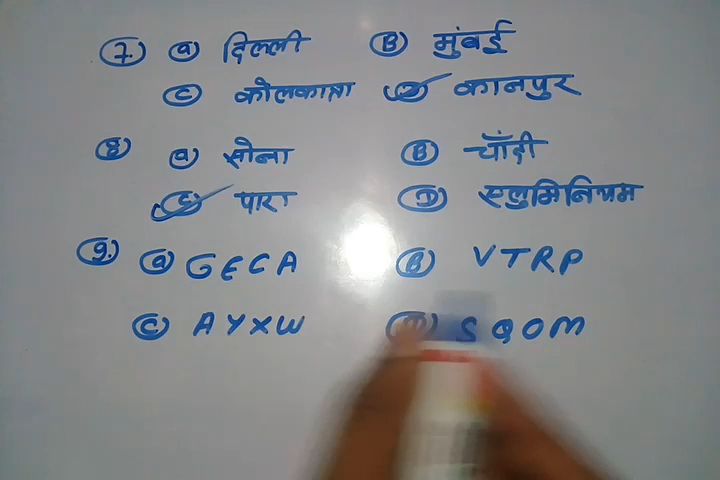 7. a दिल्ली B मुंबई
C कोलकाता D कानपुर
8 a सोना B चाँदी
C पारा D एलुमिनियम
9. a GECA B VTRP
C AYXW D SQOM